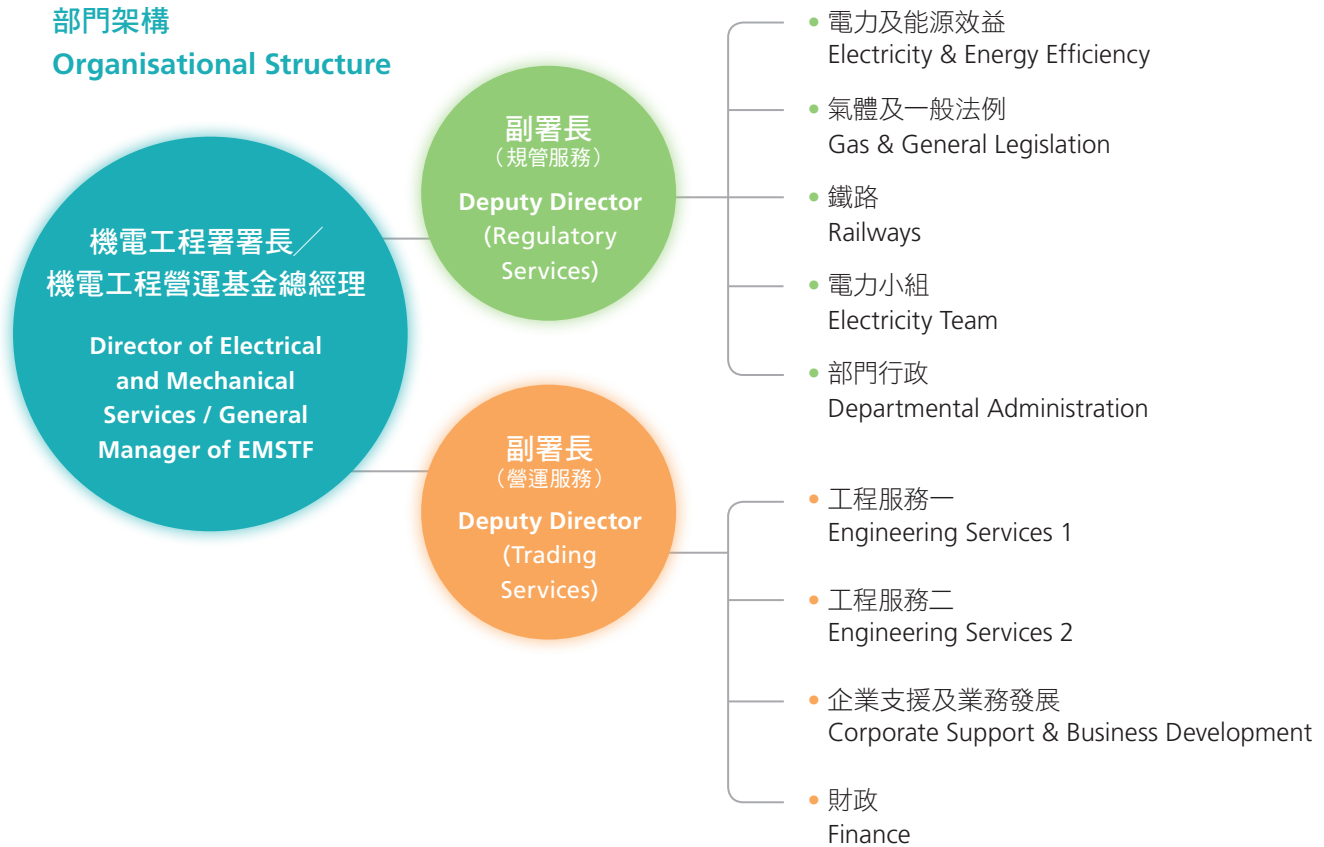 部門架構
Organisational Structure
機電工程署署長／
機電工程營運基金總經理
Director of Electrical
and Mechanical
Services / General
Manager of EMSTF
副署長
（規管服務）
Deputy Director
(Regulatory
Services)
電力及能源效益
Electricity & Energy Efficiency
氣體及一般法例
Gas & General Legislation
鐵路
Railways
電力小組
Electricity Team
部門行政
Departmental Administration
副署長
（營運服務）
Deputy Director
(Trading
Services)
工程服務一
Engineering Services 1
工程服務二
Engineering Services 2
企業支援及業務發展
Corporate Support & Business Development
財政
Finance